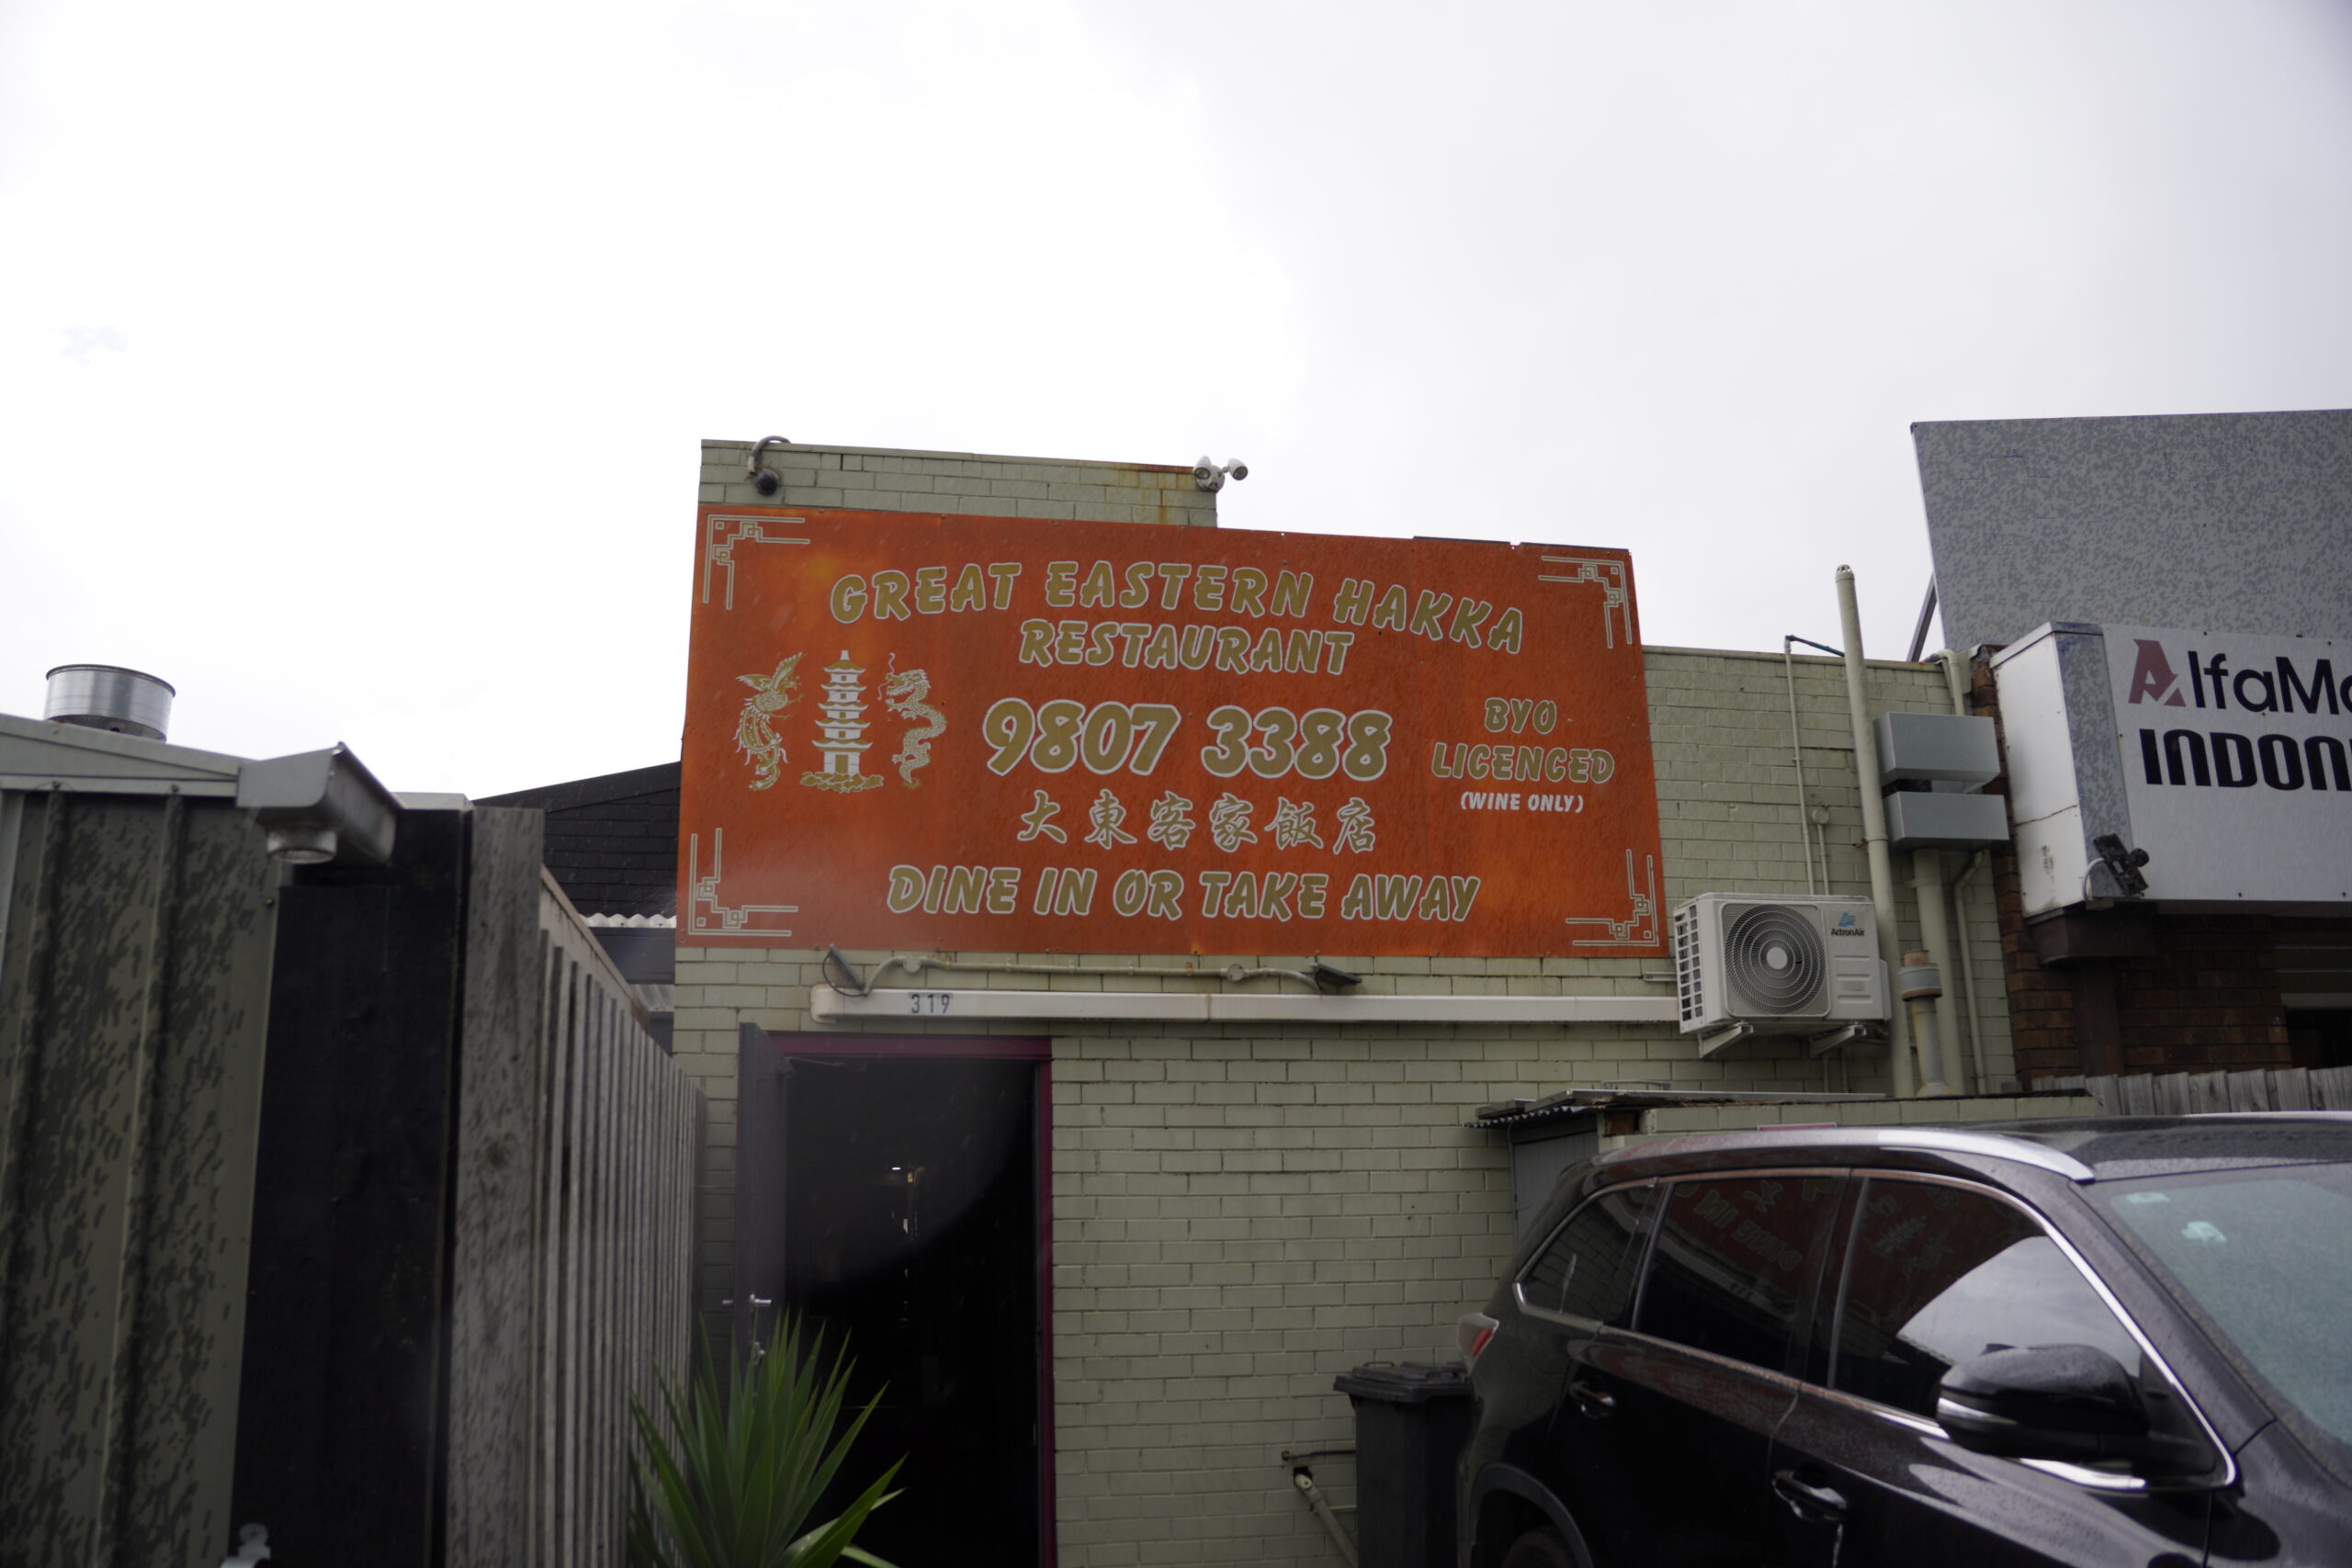 GREAT EASTERN HAKKA
RESTAURANT
9807 3388
BYO
LICENCED
(WINE ONLY)
大東客家飯店
DINE IN OR TAKE AWAY
319
ActronAir
AlfaM
INDON